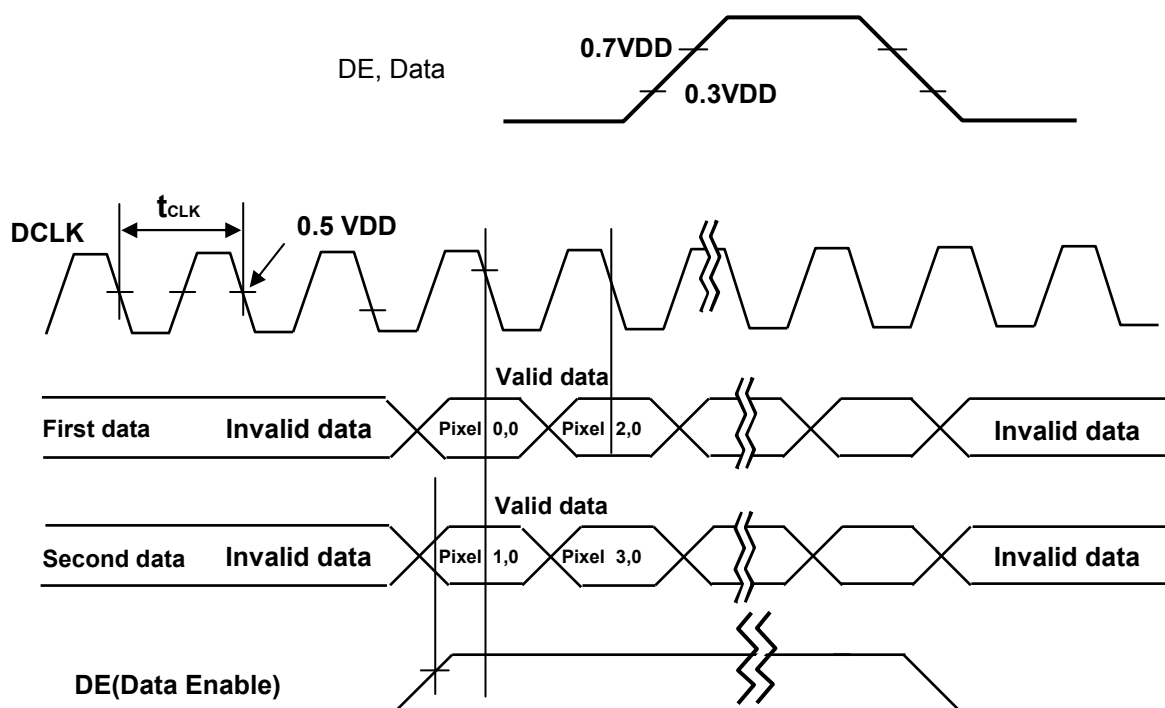 0.7VDD
DE, Data
0.3VDD
tCLK
0.5 VDD
DCLK
Valid data
First data Invalid data Pixel 0,0 Pixel 2,0 Invalid data
Valid data
Second data Invalid data Pixel 1,0 Pixel 3,0 Invalid data
DE(Data Enable)